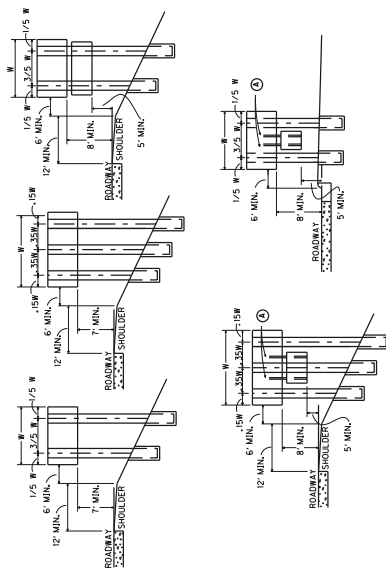 1/5 W
W
3/5 W
1/5 W
6' MIN.
12' MIN.
8' MIN.
5' MIN.
ROADWAY
SHOULDER
.15W
W
.35W
.35W
.15W
6' MIN.
12' MIN.
7' MIN.
ROADWAY
SHOULDER
1/5 W
W
3/5 W
1/5 W
6' MIN.
12' MIN.
7' MIN.
ROADWAY
SHOULDER
1/5 W
A
W
3/5 W
1/5 W
6' MIN.
8' MIN.
5' MIN.
ROADWAY
.15W
A
W
.35W
.35W
.15W
6' MIN.
12' MIN.
8' MIN.
5' MIN.
ROADWAY
SHOULDER